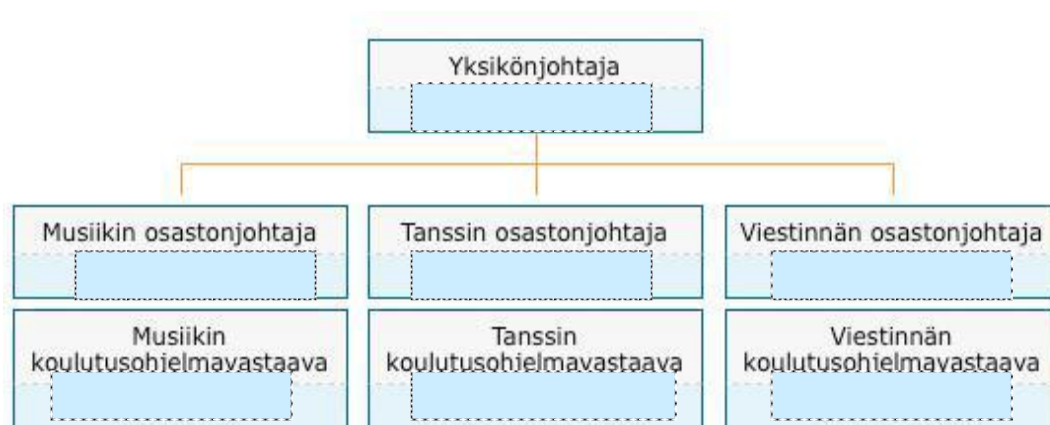 Yksikönjohtaja
Musiikin osastonjohtaja
Tanssin osastonjohtaja
Viestinnän osastonjohtaja
Musiikin
koulutusohjelmavastaava
Tanssin
koulutusohjelmavastaava
Viestinnän
koulutusohjelmavastaava